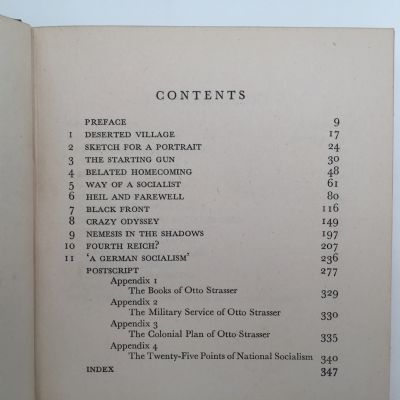 CONTENTS
PREFACE 9
1 DESERTED VILLAGE 17
2 SKETCH FOR A PORTRAIT 24
3 THE STARTING GUN 30
4 BELATED HOMECOMING 48
5 WAY OF A SOCIALIST 61
6 HEIL AND FAREWELL 80
7 BLACK FRONT 116
8 CRAZY ODYSSEY 149
9 NEMESIS IN THE SHADOWS 197
10 FOURTH REICH? 207
11 'A GERMAN SOCIALISM' 236
POSTSCRIPT 277
Appendix 1
The Books of Otto Strasser 329
Appendix 2
The Military Service of Otto Strasser 330
Appendix 3
The Colonial Plan of Otto Strasser 335
Appendix 4
The Twenty-Five Points of National Socialism 340
INDEX 347